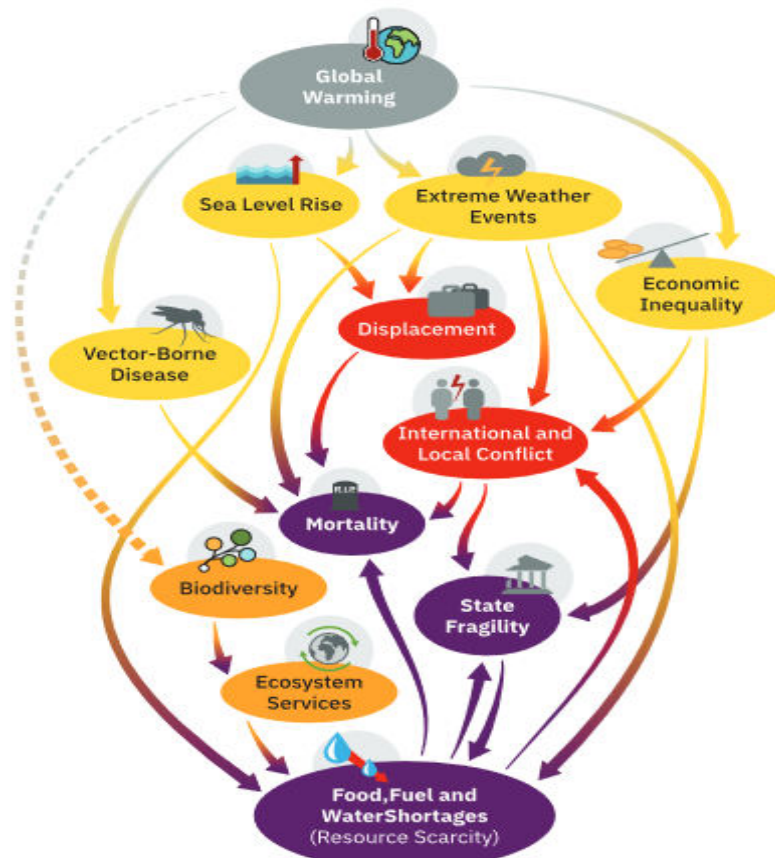 Global
Warming
Sea Level Rise
Extreme Weather
Events
Economic
Inequality
Displacement
Vector-Borne
Disease
International and
Local Conflict
R.I.P
Mortality
Biodiversity
State
Fragility
Ecosystem
Services
Food,Fuel and
WaterShortages
(Resource Scarcity)